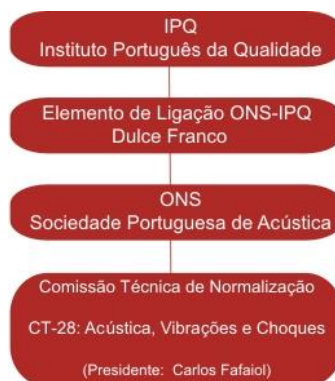 IPQ
Instituto Português da Qualidade
Elemento de Ligação ONS-IPQ
Dulce Franco
ONS
Sociedade Portuguesa de Acústica
Comissão Técnica de Normalização
CT-28: Acústica, Vibrações e Choques
(Presidente: Carlos Fafaiol)